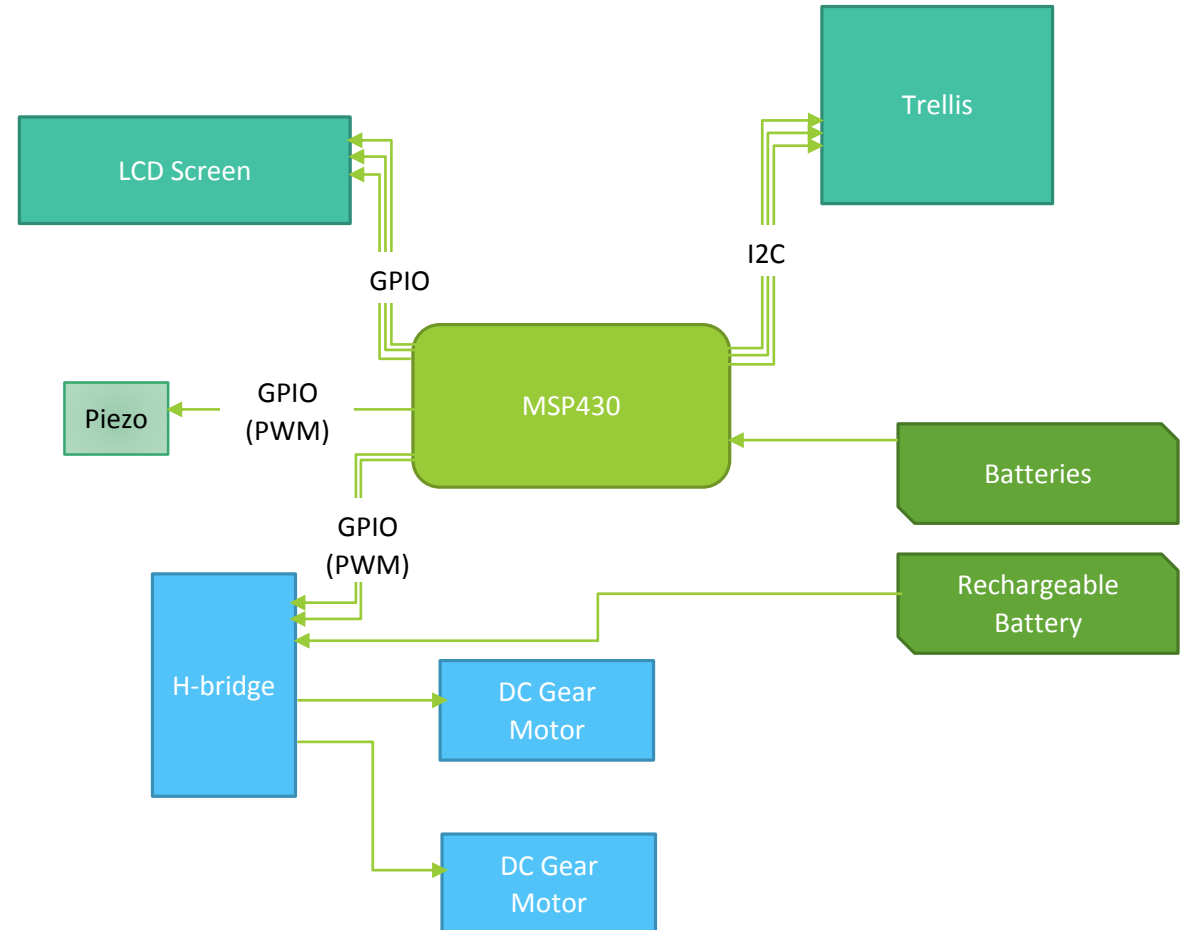 Trellis
LCD Screen
I2C
GPIO
MSP430
GPIO
(PWM)
Piezo
Batteries
GPIO
(PWM)
Rechargeable
Battery
H-bridge
DC Gear
Motor
DC Gear
Motor